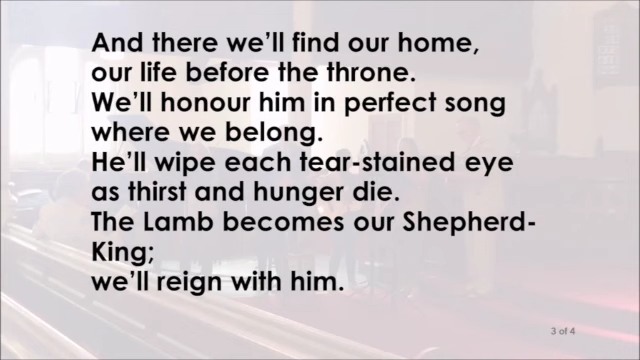 And there we’ll find our home,
our life before the throne.
We’ll honour him in perfect song
where we belong.
He’ll wipe each tear-stained eye
as thirst and hunger die.
The Lamb becomes our Shepherd-
King;
we’ll reign with him.
3 of 4